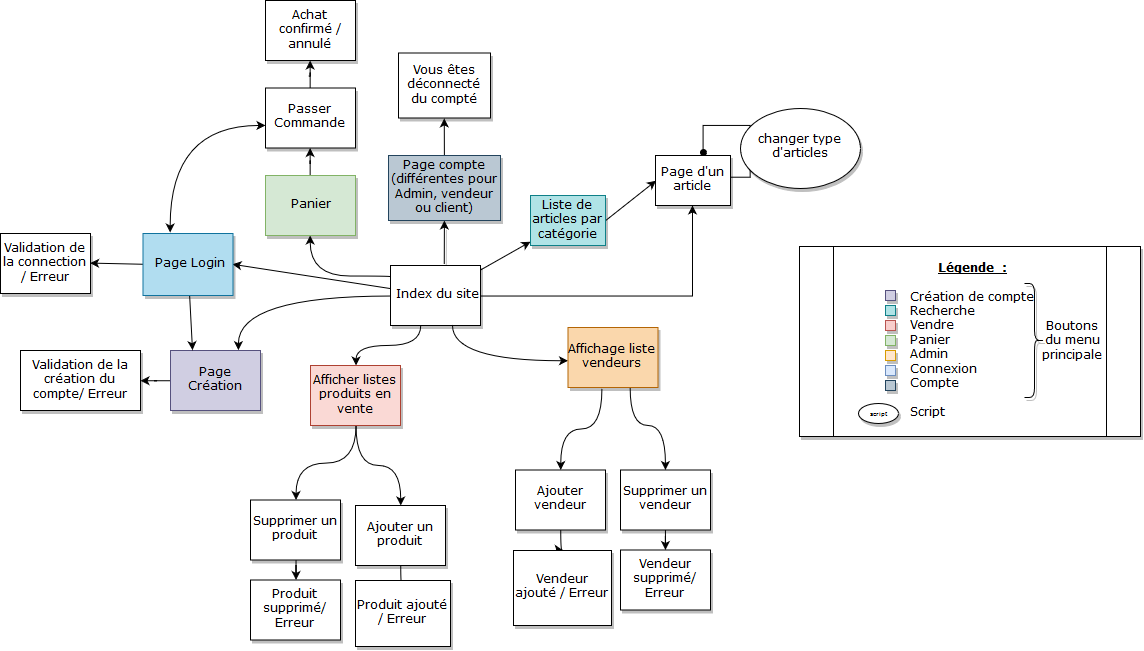 Achat
confirmé /
annulé
Vous êtes
déconnecté
du compté
Passer
Commande
changer type
d'articles
Page compte
(différentes pour
Admin, vendeur
ou client)
Page d'un
article
Panier
Liste de
articles par
catégorie
Validation de
la connection
/ Erreur
Page Login
Index du site
Légende :
Création de compte
Recherche
Vendre
Panier
Admin
Connexion
Compte
Boutons
du menu
principale
script
Script
Validation de la
création du
compte/ Erreur
Page
Création
Afficher listes
produits en
vente
Affichage liste
vendeurs
Supprimer un
produit
Ajouter un
produit
Ajouter
vendeur
Supprimer un
vendeur
Produit
supprimé/
Erreur
Produit ajouté
/ Erreur
Vendeur
ajouté / Erreur
Vendeur
supprimé/
Erreur